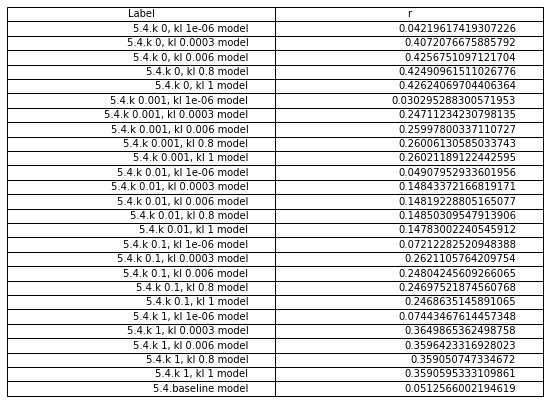 Label r
5.4.k 0, kl 1e-06 model 0.04219617419307226
5.4.k 0, kl 0.0003 model 0.4072076675885792
5.4.k 0, kl 0.006 model 0.4256751097121704
5.4.k 0, kl 0.8 model 0.42490961511026776
5.4.k 0, kl 1 model 0.42624069704406364
5.4.k 0.001, kl 1e-06 model 0.030295288300571953
5.4.k 0.001, kl 0.0003 model 0.24711234230798135
5.4.k 0.001, kl 0.006 model 0.25997800337110727
5.4.k 0.001, kl 0.8 model 0.26006130585033743
5.4.k 0.001, kl 1 model 0.26021189122442595
5.4.k 0.01, kl 1e-06 model 0.04907952933601956
5.4.k 0.01, kl 0.0003 model 0.14843372166819171
5.4.k 0.01, kl 0.006 model 0.14819228805165077
5.4.k 0.01, kl 0.8 model 0.14850309547913906
5.4.k 0.01, kl 1 model 0.14783002240545912
5.4.k 0.1, kl 1e-06 model 0.07212282520948388
5.4.k 0.1, kl 0.0003 model 0.2621105764209754
5.4.k 0.1, kl 0.006 model 0.24804245609266065
5.4.k 0.1, kl 0.8 model 0.24697521874560768
5.4.k 0.1, kl 1 model 0.2468635145891065
5.4.k 1, kl 1e-06 model 0.07443467614457348
5.4.k 1, kl 0.0003 model 0.3649865362498758
5.4.k 1, kl 0.006 model 0.3596423316928023
5.4.k 1, kl 0.8 model 0.359050747334672
5.4.k 1, kl 1 model 0.3590595333109861
5.4.baseline model 0.0512566002194619